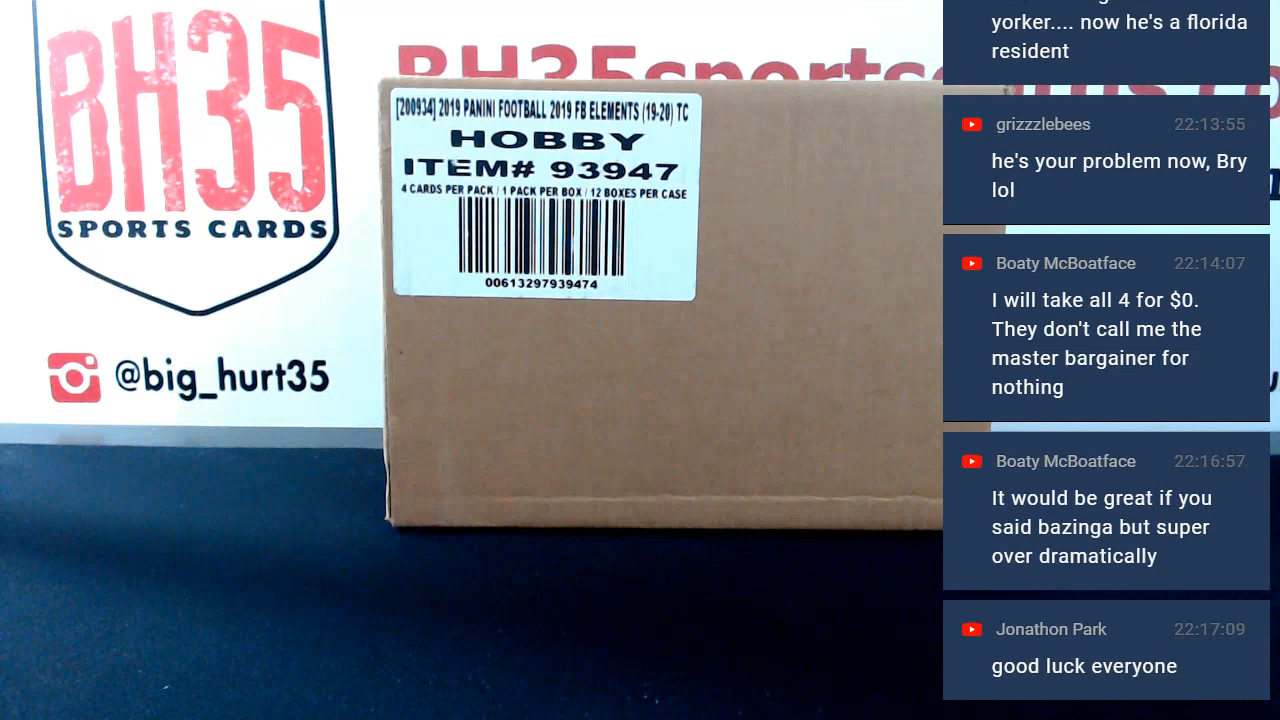 BH35
SPORTS CARDS
@big_hurt35
BH35sports
[200934] 2019 PANINI FOOTBALL 2019 FB ELEMENTS (19-20) TC
HOBBY
ITEM# 93947
4 CARDS PER PACK / 1 PACK PER BOX / 12 BOXES PER CASE
00613297939474
yorker.... now he's a florida
resident
grizzzlebees 22:13:55
he's your problem now, Bry
lol
Boaty McBoatface 22:14:07
I will take all 4 for $0.
They don't call me the
master bargainer for
nothing
Boaty McBoatface 22:16:57
It would be great if you
said bazinga but super
over dramatically
Jonathon Park 22:17:09
good luck everyone